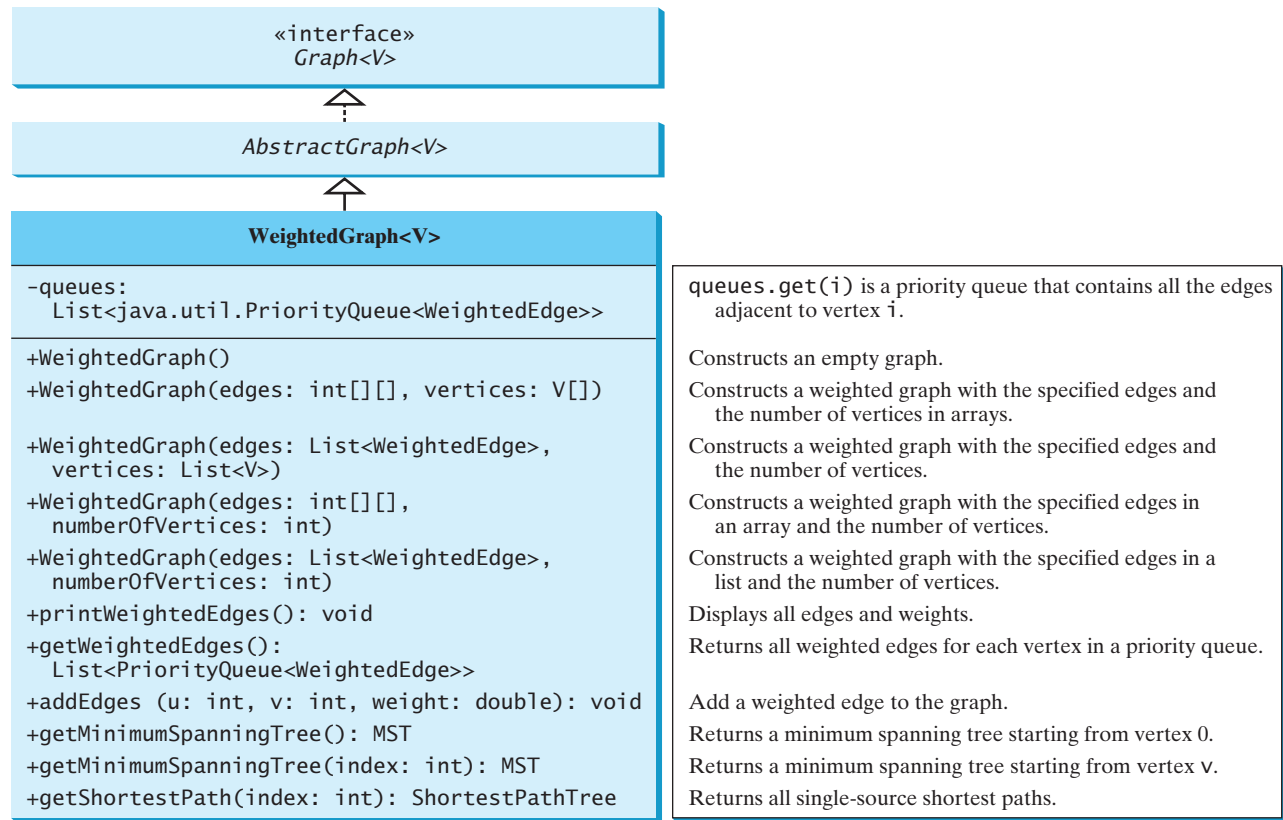 «interface»
Graph<V>
AbstractGraph<V>
WeightedGraph<V>
-queues:
List<java.util.PriorityQueue<WeightedEdge>>
queues.get(i) is a priority queue that contains all the edges
adjacent to vertex i.
+WeightedGraph()
Constructs an empty graph.
+WeightedGraph(edges: int[][], vertices: V[])
Constructs a weighted graph with the specified edges and
the number of vertices in arrays.
+WeightedGraph(edges: List<WeightedEdge>,
vertices: List<V>)
Constructs a weighted graph with the specified edges and
the number of vertices.
+WeightedGraph(edges: int[][],
numberOfVertices: int)
Constructs a weighted graph with the specified edges in
an array and the number of vertices.
+WeightedGraph(edges: List<WeightedEdge>,
numberOfVertices: int)
Constructs a weighted graph with the specified edges in a
list and the number of vertices.
+printWeightedEdges(): void
Displays all edges and weights.
+getWeightedEdges():
List<PriorityQueue<WeightedEdge>>
Returns all weighted edges for each vertex in a priority queue.
+addEdges (u: int, v: int, weight: double): void
Add a weighted edge to the graph.
+getMinimumSpanningTree(): MST
Returns a minimum spanning tree starting from vertex 0.
+getMinimumSpanningTree(index: int): MST
Returns a minimum spanning tree starting from vertex v.
+getShortestPath(index: int): ShortestPathTree
Returns all single-source shortest paths.